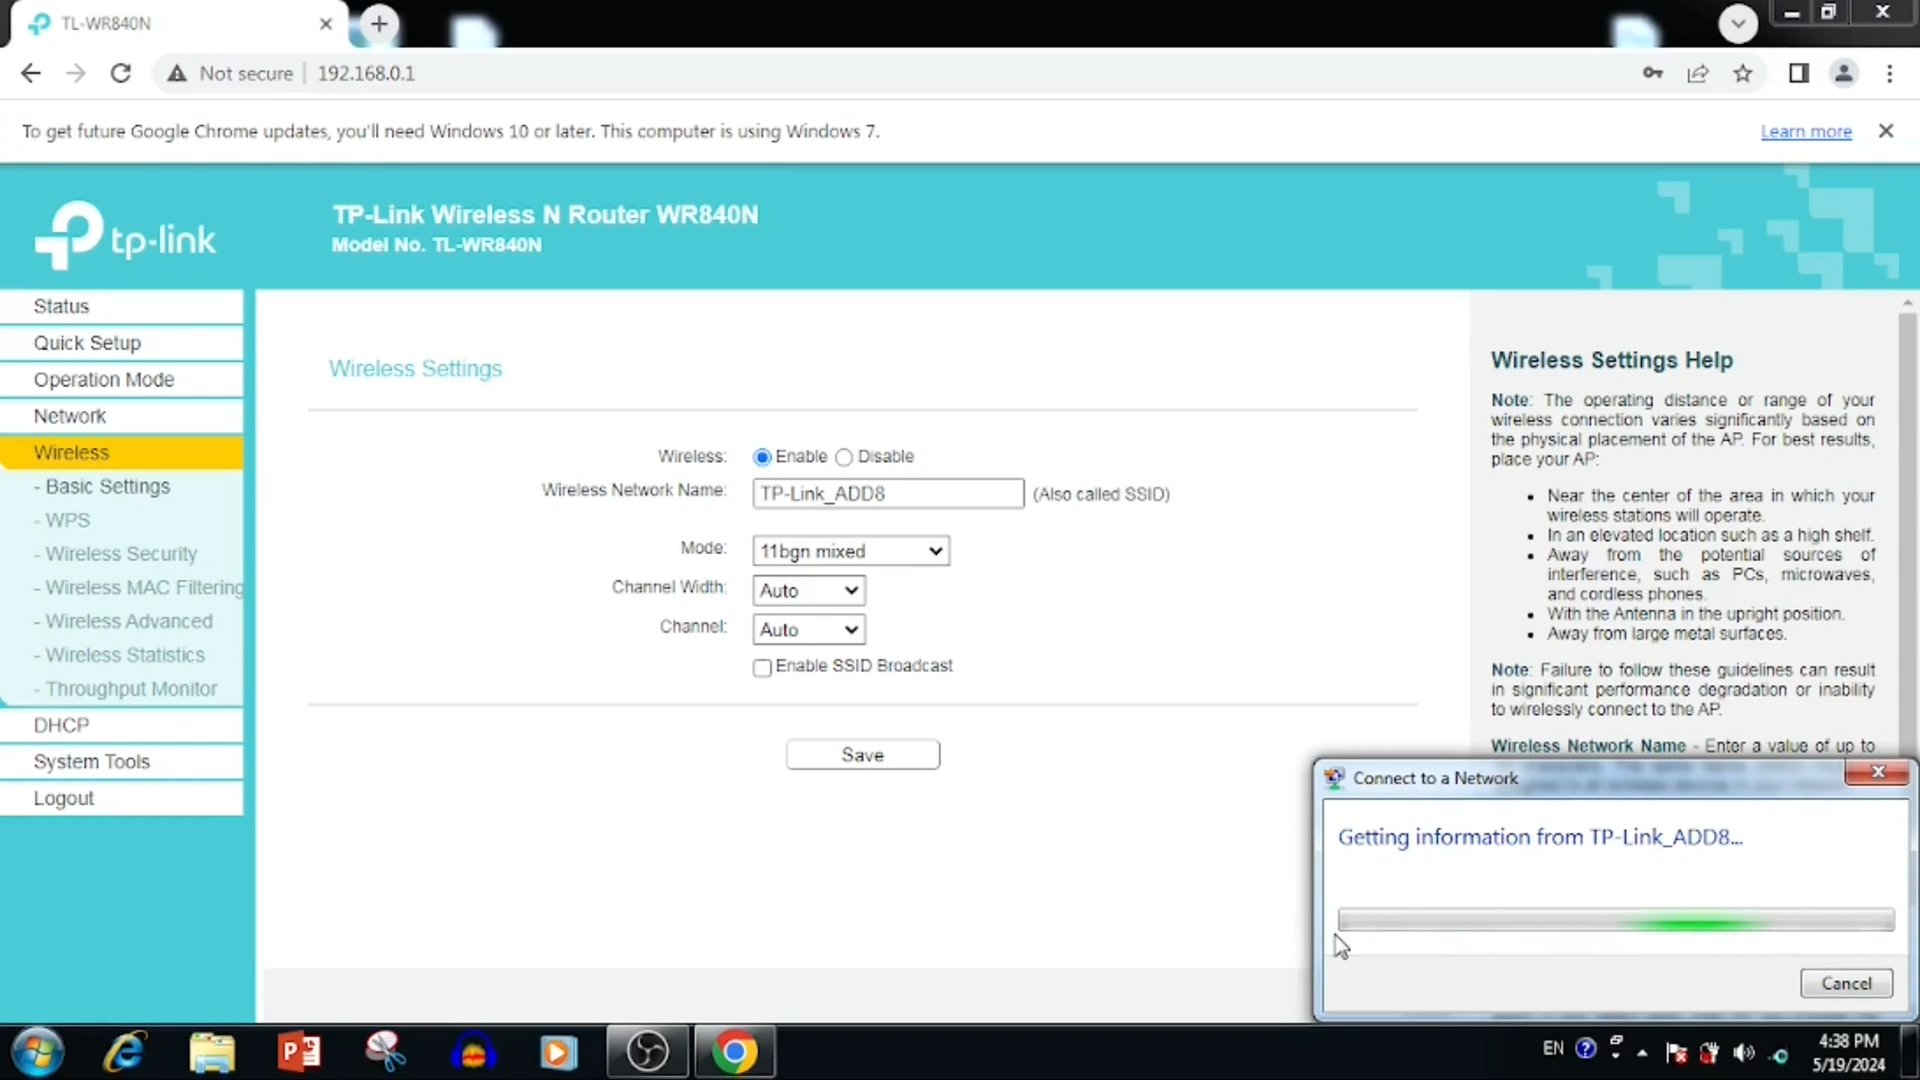 TL-WR840N
Not secure
192.168.0.1
To get future Google Chrome updates, you'll need Windows 10 or later. This computer is using Windows 7.
Learn more
tp-link
TP-Link Wireless N Router WR840N
Model No. TL-WR840N
Status
Quick Setup
Operation Mode
Network
Wireless
- Basic Settings
- WPS
- Wireless Security
- Wireless MAC Filtering
- Wireless Advanced
- Wireless Statistics
- Throughput Monitor
DHCP
System Tools
Logout
Wireless Settings
Wireless: Enable Disable
Wireless Network Name: TP-Link_ADD8 (Also called SSID)
Mode: 11bgn mixed
Channel Width: Auto
Channel: Auto
Enable SSID Broadcast
Save
Wireless Settings Help
Note: The operating distance or range of your
wireless connection varies significantly based on
the physical placement of the AP. For best results,
place your AP:
• Near the center of the area in which your
wireless stations will operate.
• In an elevated location such as a high shelf.
• Away from the potential sources of
interference, such as PCs, microwaves,
and cordless phones.
• With the Antenna in the upright position.
• Away from large metal surfaces.
Note: Failure to follow these guidelines can result
in significant performance degradation or inability
to wirelessly connect to the AP.
Wireless Network Name - Enter a value of up to
Connect to a Network
Getting information from TP-Link_ADD8...
Cancel
EN
4:38 PM
5/19/2024